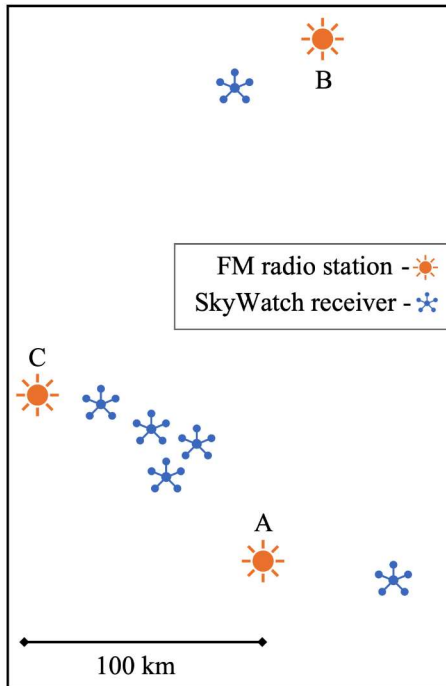 B
FM radio station -
SkyWatch receiver -
C
A
100 km